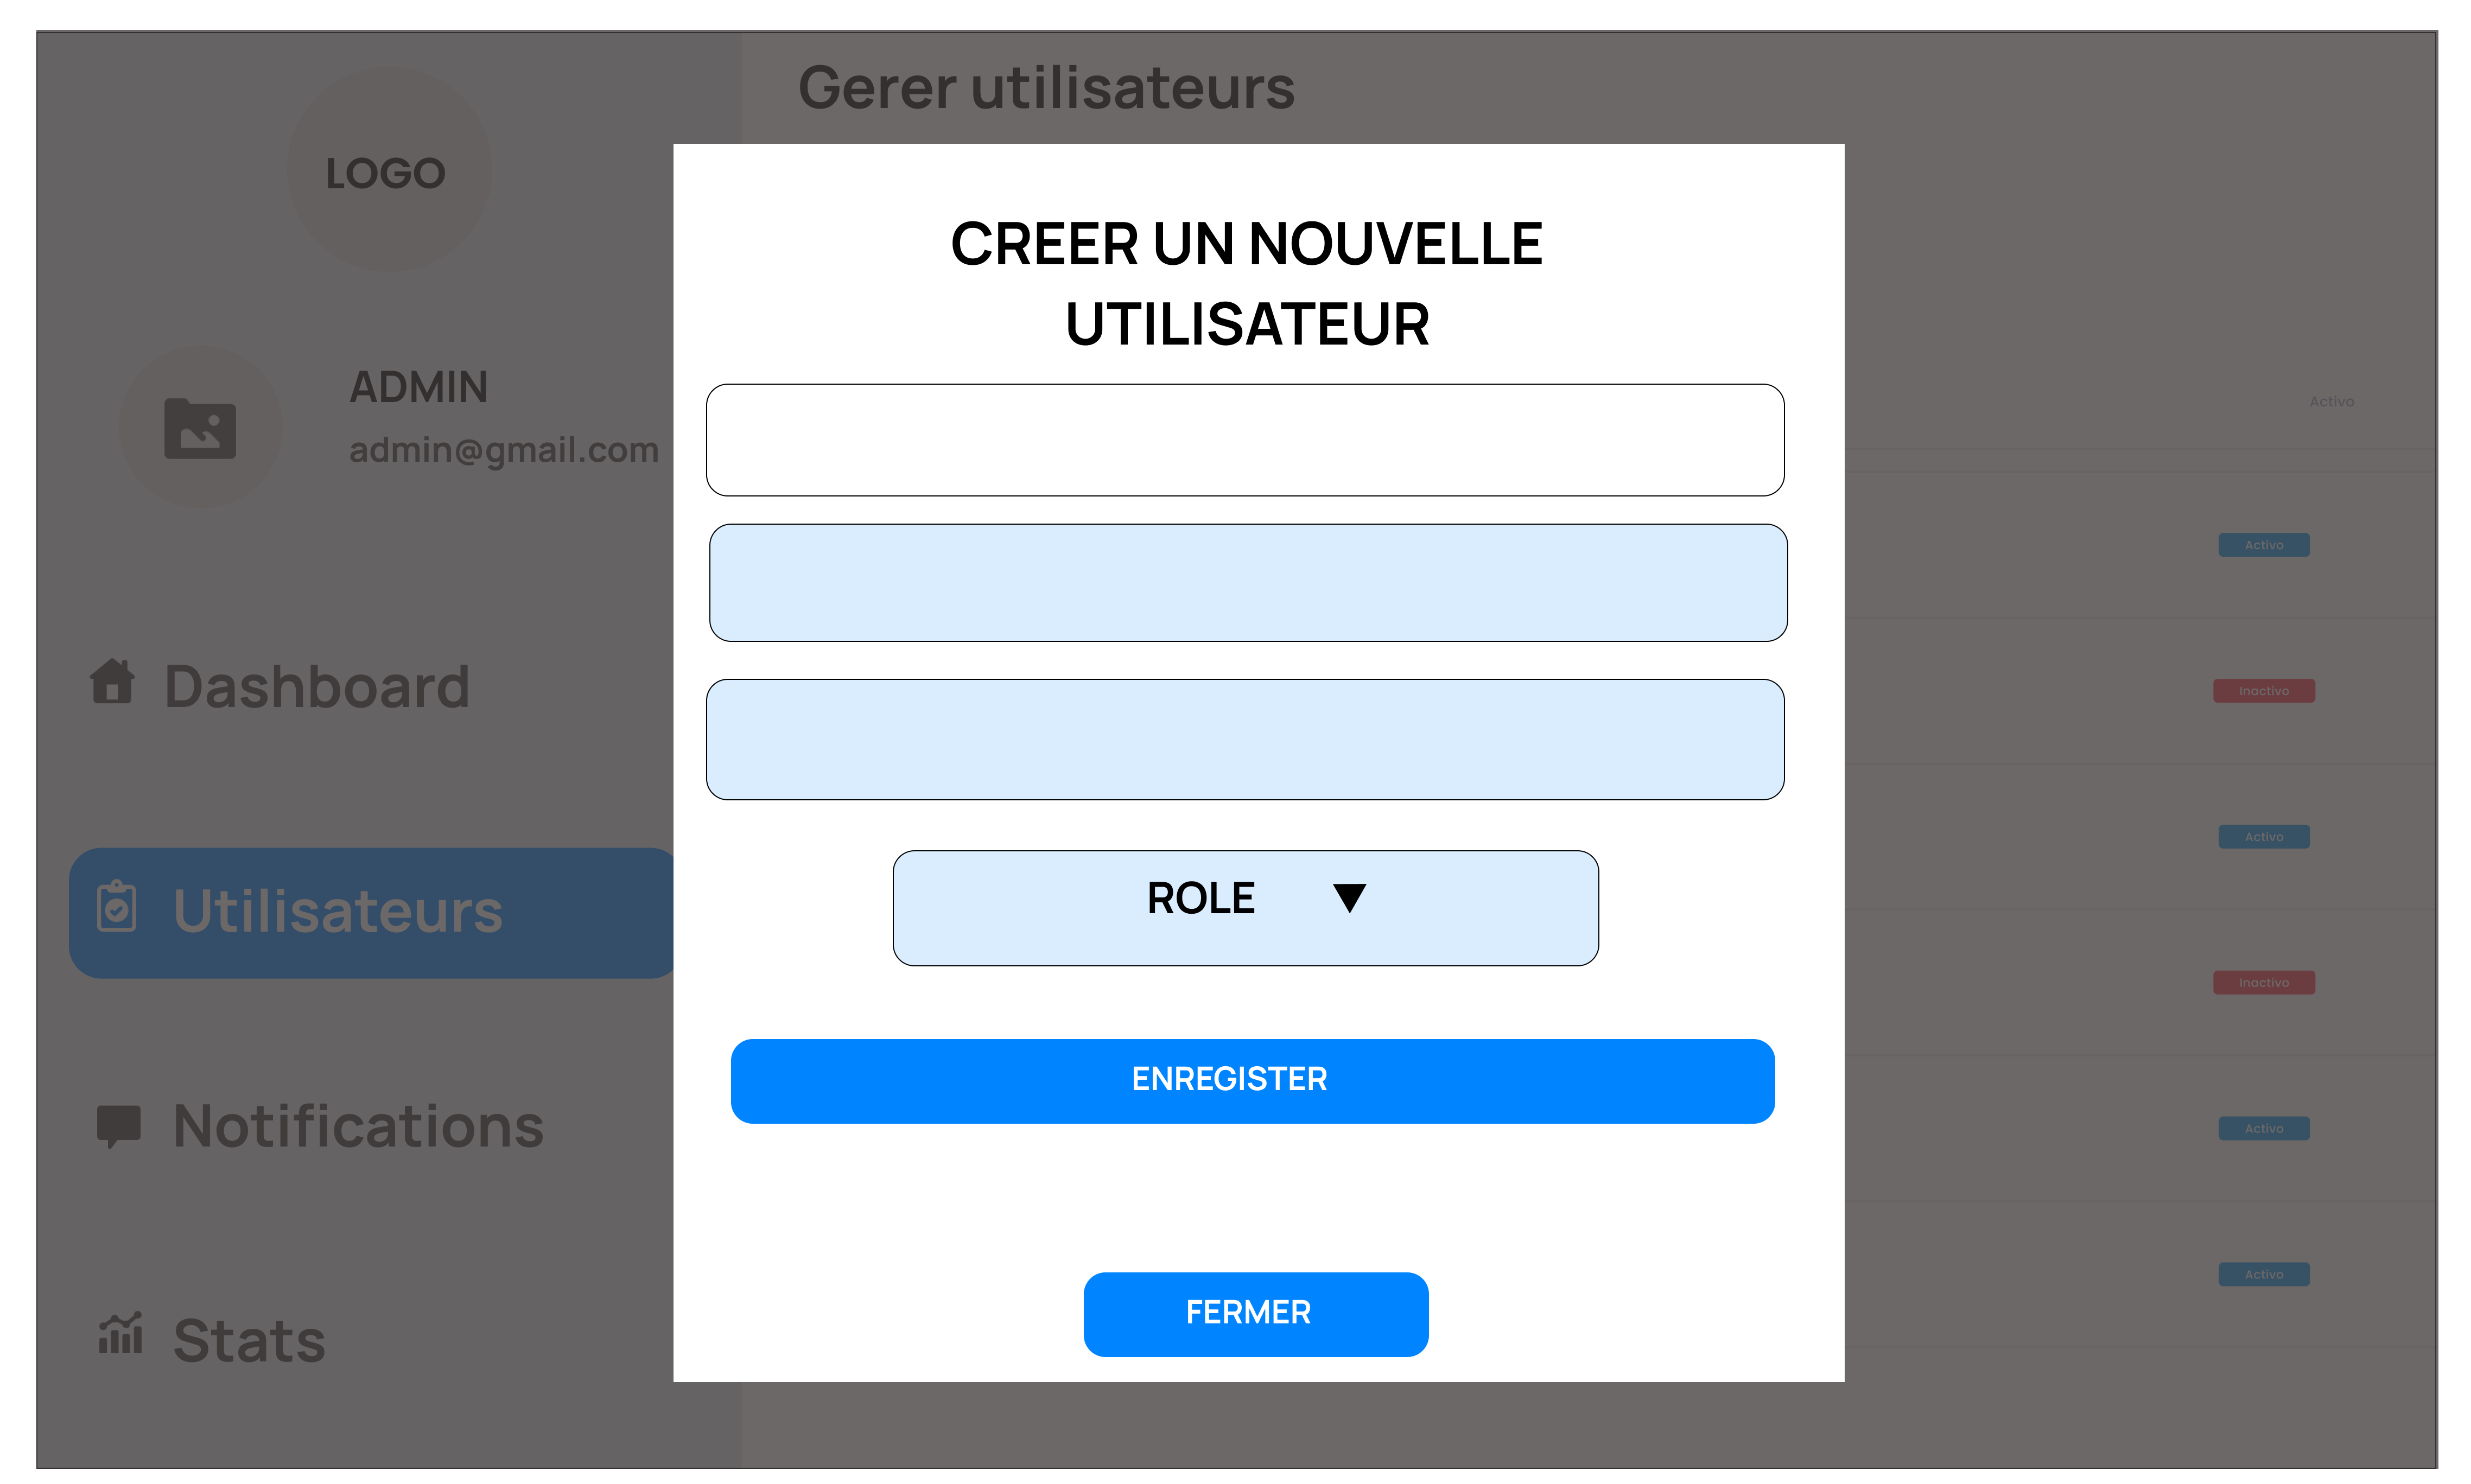 Gerer utilisateurs
LOGO
ADMIN
admin@gmail.com
Dashboard
Utilisateurs
Notifications
Stats
CREER UN NOUVELLE
UTILISATEUR
ROLE
ENREGISTER
FERMER
Activo
Activo
Inactivo
Activo
Inactivo
Activo
Activo